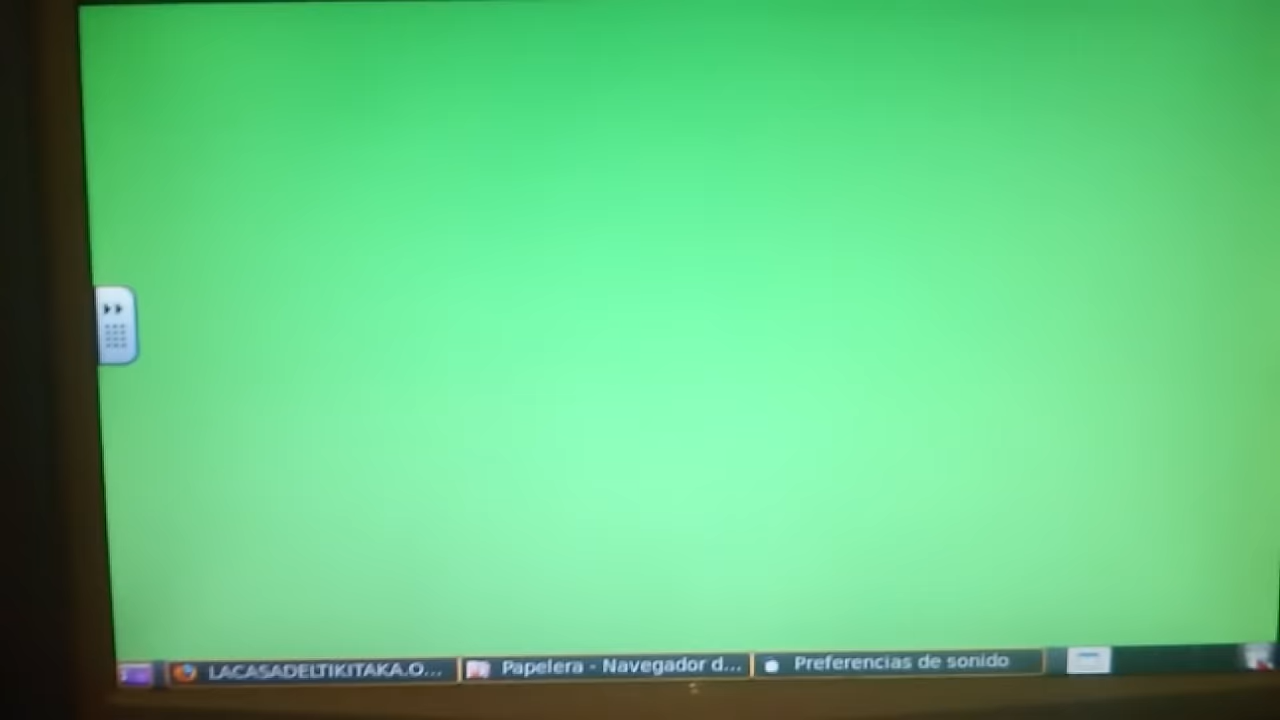 LACASADELTIKITAKA.O...
Papelera - Navegador d...
Preferencias de sonido